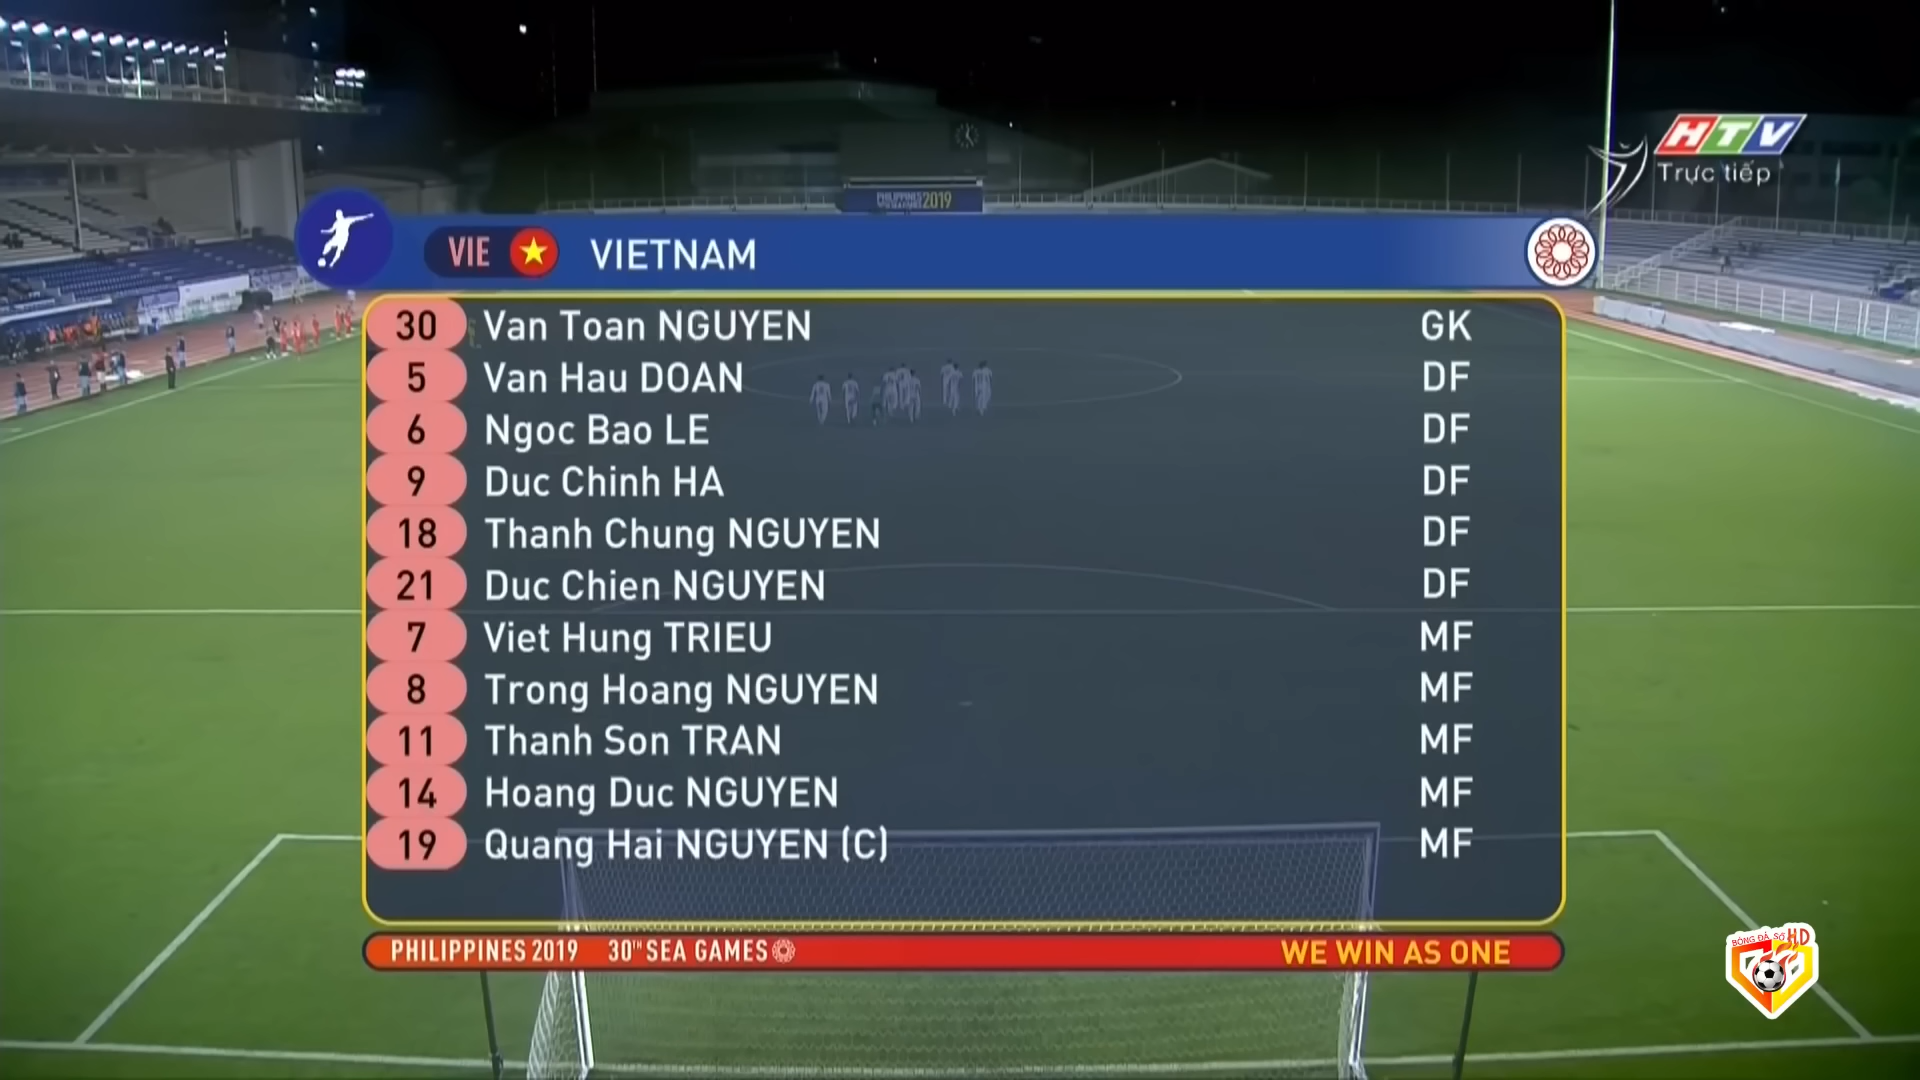 HTV
Trực tiếp
PHILIPPINES 2019
VIE VIETNAM
30 Van Toan NGUYEN GK
5 Van Hau DOAN DF
6 Ngoc Bao LE DF
9 Duc Chinh HA DF
18 Thanh Chung NGUYEN DF
21 Duc Chien NGUYEN DF
7 Viet Hung TRIEU MF
8 Trong Hoang NGUYEN MF
11 Thanh Son TRAN MF
14 Hoang Duc NGUYEN MF
19 Quang Hai NGUYEN (C) MF
PHILIPPINES 2019 30TH SEA GAMES WE WIN AS ONE
BÓNG ĐÁ SỐ HD